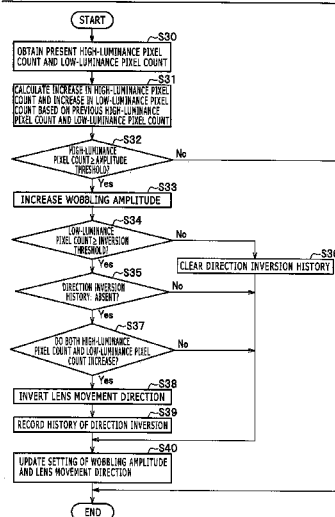 START
S30
OBTAIN PRESENT HIGH-LUMINANCE PIXEL
COUNT AND LOW-LUMINANCE PIXEL COUNT
S31
CALCULATE INCREASE IN HIGH-LUMINANCE PIXEL
COUNT AND INCREASE IN LOW-LUMINANCE PIXEL
COUNT BASED ON PREVIOUS HIGH-LUMINANCE
PIXEL COUNT AND LOW-LUMINANCE PIXEL COUNT
S32
HIGH-LUMINANCE
PIXEL COUNT≥AMPLITUDE
THRESHOLD?
No
Yes
S33
INCREASE WOBBLING AMPLITUDE
S34
LOW-LUMINANCE
PIXEL COUNT≥INVERSION
THRESHOLD?
No
Yes
S36
CLEAR DIRECTION INVERSION HISTORY
S35
DIRECTION INVERSION
HISTORY: ABSENT?
No
Yes
S37
DO BOTH HIGH-LUMINANCE
PIXEL COUNT AND LOW-LUMINANCE PIXEL
COUNT INCREASE?
No
Yes
S38
INVERT LENS MOVEMENT DIRECTION
S39
RECORD HISTORY OF DIRECTION INVERSION
S40
UPDATE SETTING OF WOBBLING AMPLITUDE
AND LENS MOVEMENT DIRECTION
END